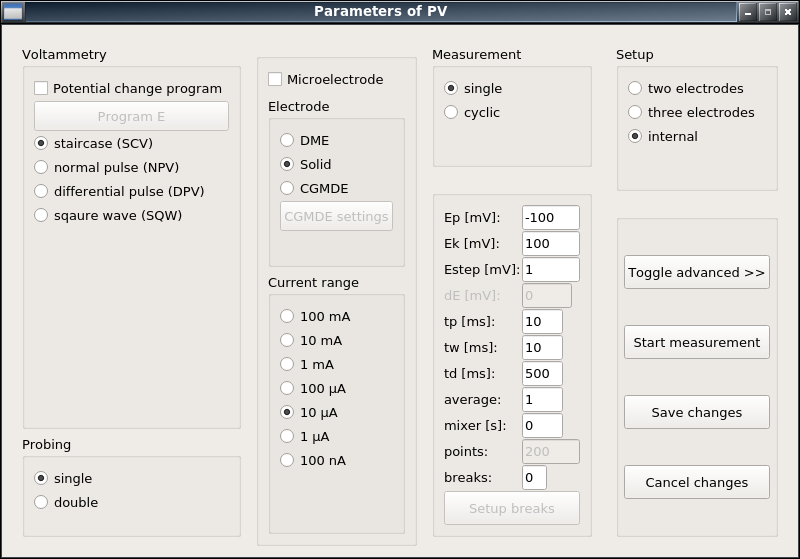 Parameters of PV
Voltammetry
Potential change program
Program E
staircase (SCV)
normal pulse (NPV)
differential pulse (DPV)
sqaure wave (SQW)
Probing
single
double
Microelectrode
Electrode
DME
Solid
CGMDE
CGMDE settings
Current range
100 mA
10 mA
1 mA
100 µA
10 µA
1 µA
100 nA
Measurement
single
cyclic
Ep [mV]: -100
Ek [mV]: 100
Estep [mV]: 1
dE [mV]: 0
tp [ms]: 10
tw [ms]: 10
td [ms]: 500
average: 1
mixer [s]: 0
points: 200
breaks: 0
Setup breaks
Setup
two electrodes
three electrodes
internal
Toggle advanced >>
Start measurement
Save changes
Cancel changes